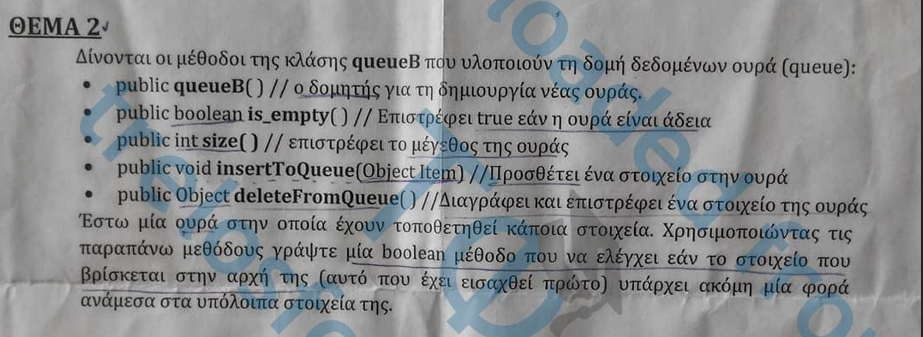 ΘΕΜΑ 2
Δίνονται οι μέθοδοι της κλάσης queueB που υλοποιούν τη δομή δεδομένων ουρά (queue):
• public queueB( ) // ο δομητής για τη δημιουργία νέας ουράς.
• public boolean is_empty( ) // Επιστρέφει true εάν η ουρά είναι άδεια
• public int size( ) // επιστρέφει το μέγεθος της ουράς
• public void insertToQueue(Object Item) //Προσθέτει ένα στοιχείο στην ουρά
• public Object deleteFromQueue( ) //Διαγράφει και επιστρέφει ένα στοιχείο της ουράς
Έστω μία ουρά στην οποία έχουν τοποθετηθεί κάποια στοιχεία. Χρησιμοποιώντας τις
παραπάνω μεθόδους γράψτε μία boolean μέθοδο που να ελέγχει εάν το στοιχείο που
βρίσκεται στην αρχή της (αυτό που έχει εισαχθεί πρώτο) υπάρχει ακόμη μία φορά
ανάμεσα στα υπόλοιπα στοιχεία της.